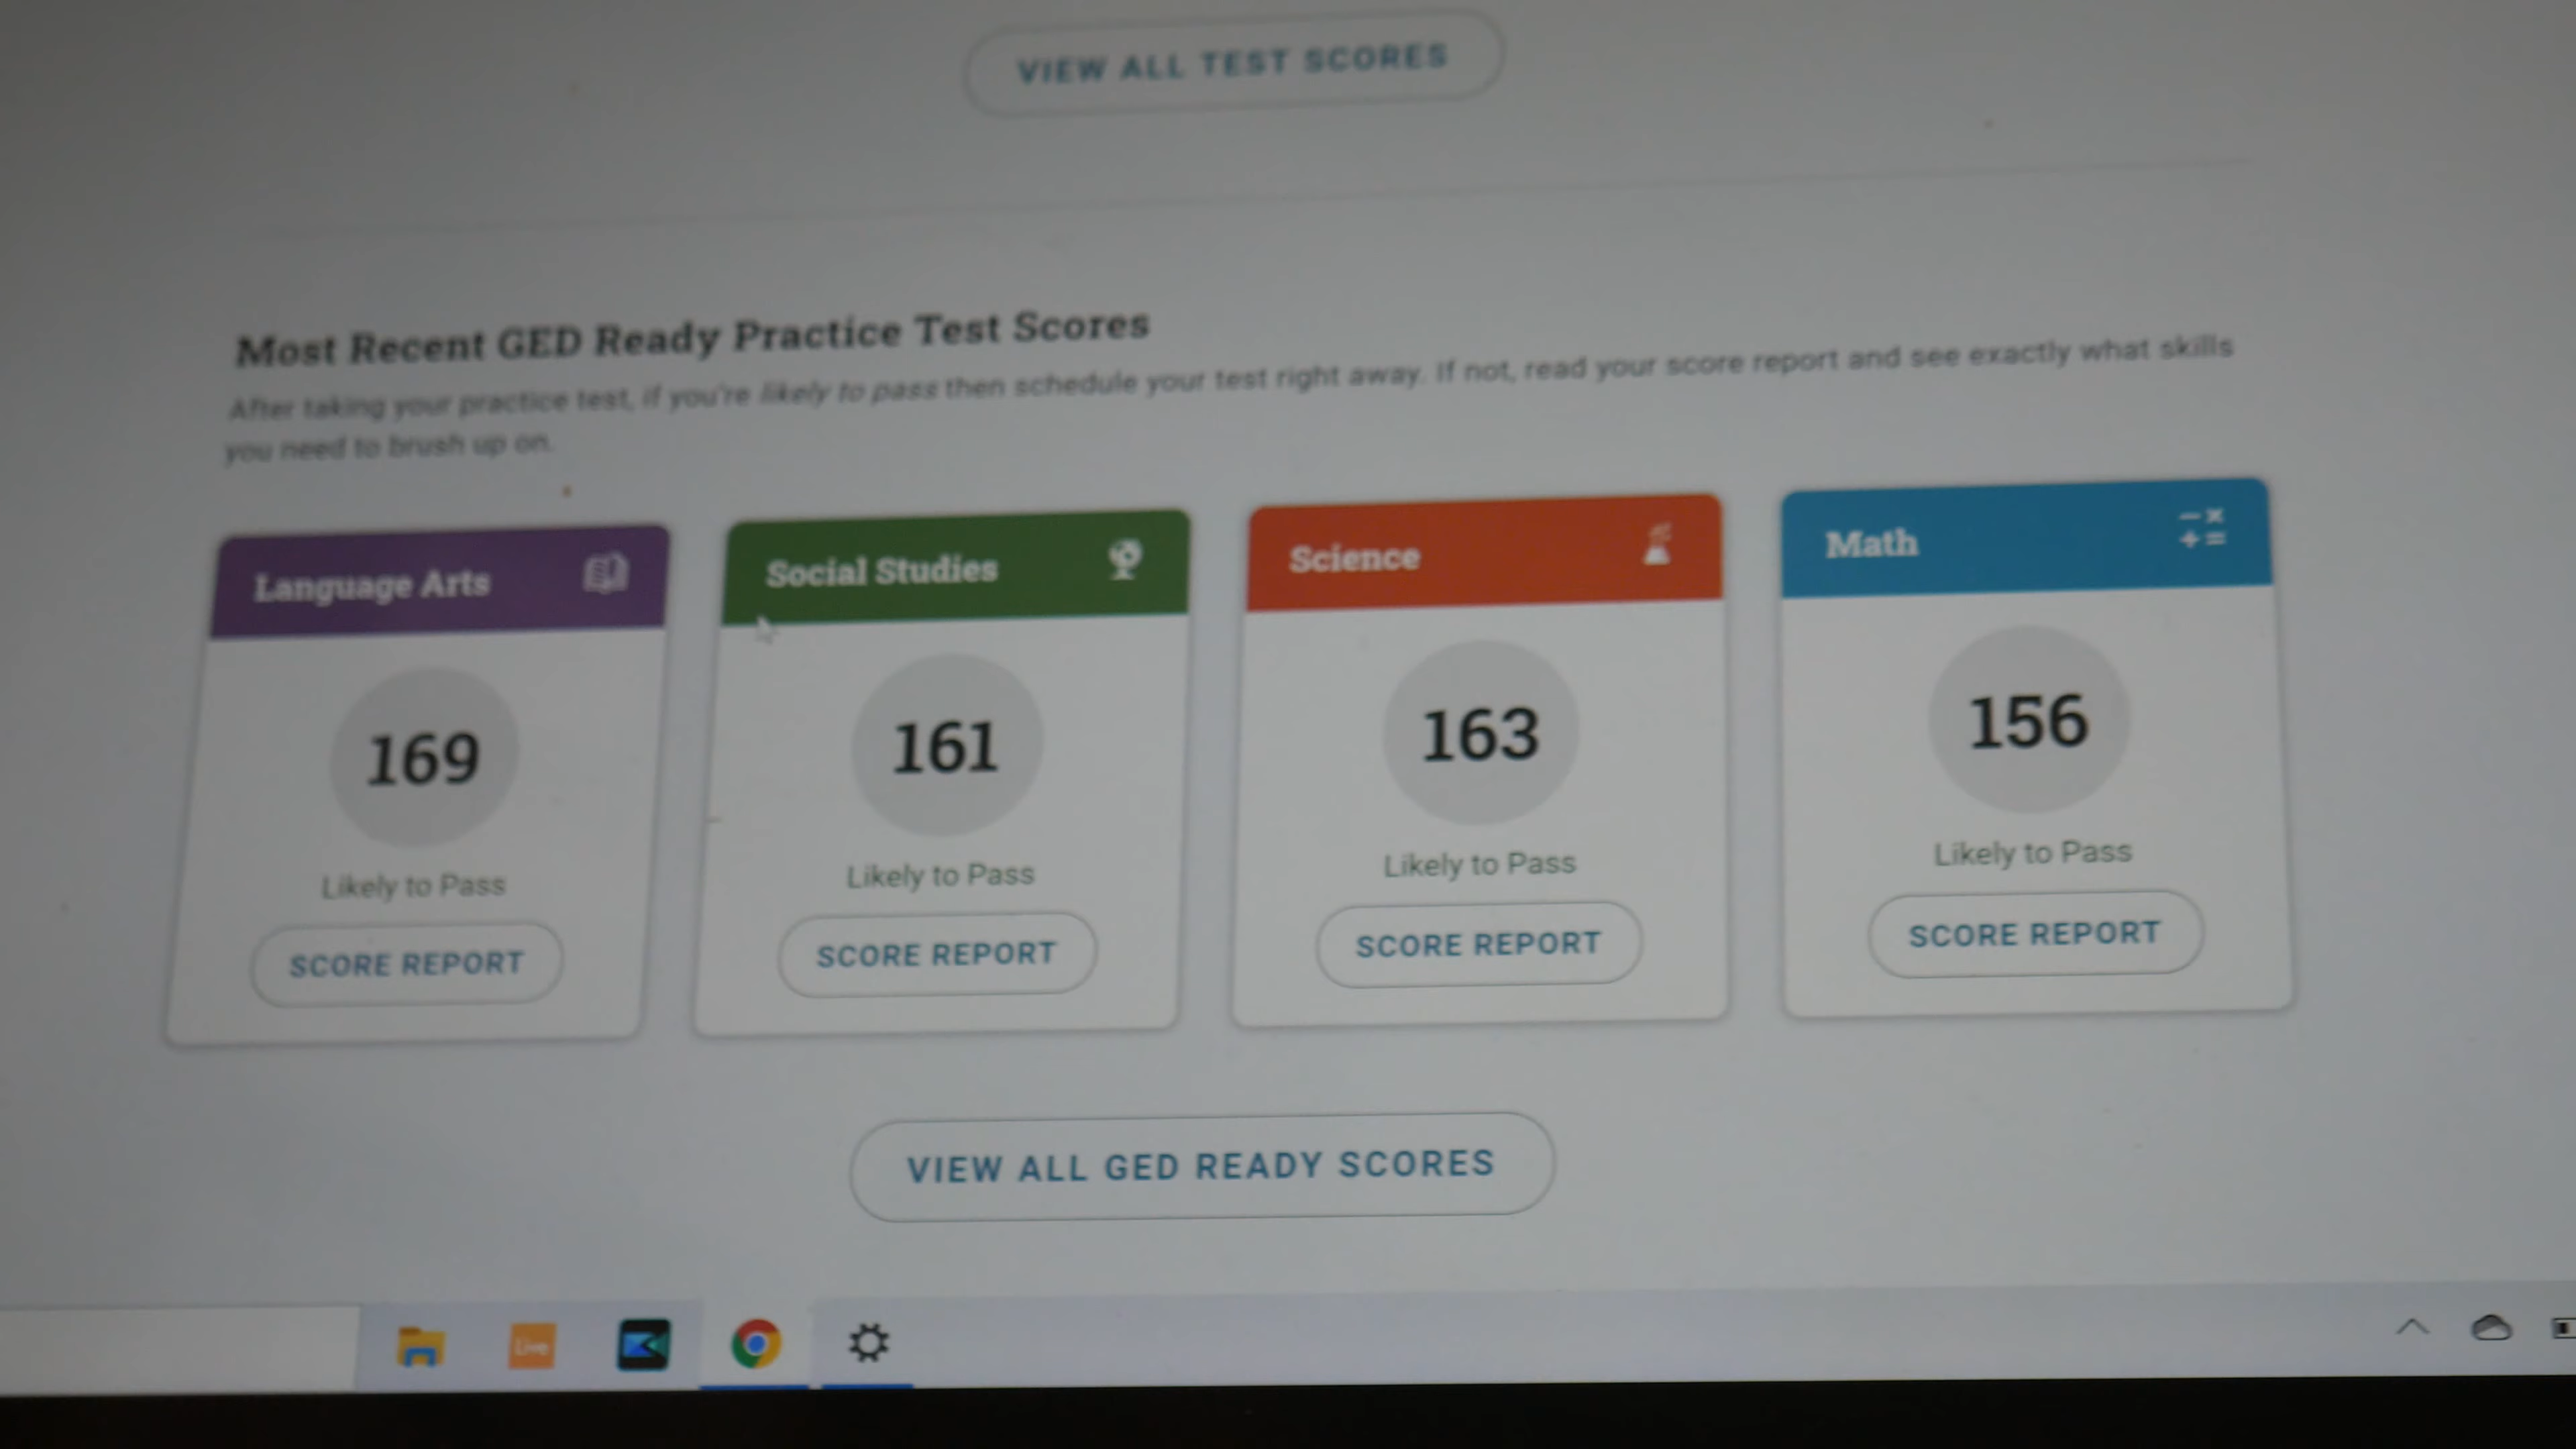 VIEW ALL TEST SCORES
Most Recent GED Ready Practice Test Scores
After taking your practice test, if you're likely to pass then schedule your test right away. If not, read your score report and see exactly what skills
you need to brush up on.
Language Arts
169
Likely to Pass
SCORE REPORT
Social Studies
161
Likely to Pass
SCORE REPORT
Science
163
Likely to Pass
SCORE REPORT
Math
156
Likely to Pass
SCORE REPORT
VIEW ALL GED READY SCORES
Live